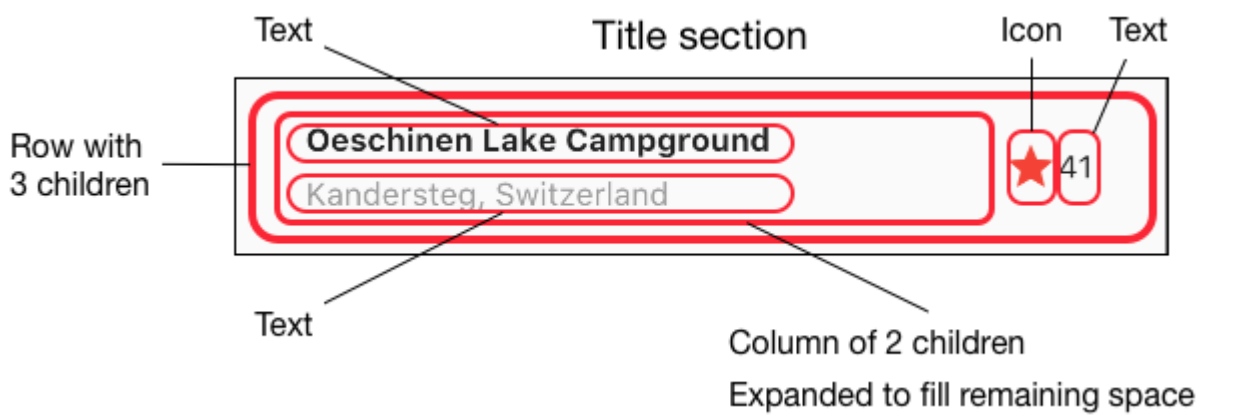 Text
Title section
Icon
Text
Row with
3 children
Oeschinen Lake Campground
41
Kandersteg, Switzerland
Text
Column of 2 children
Expanded to fill remaining space